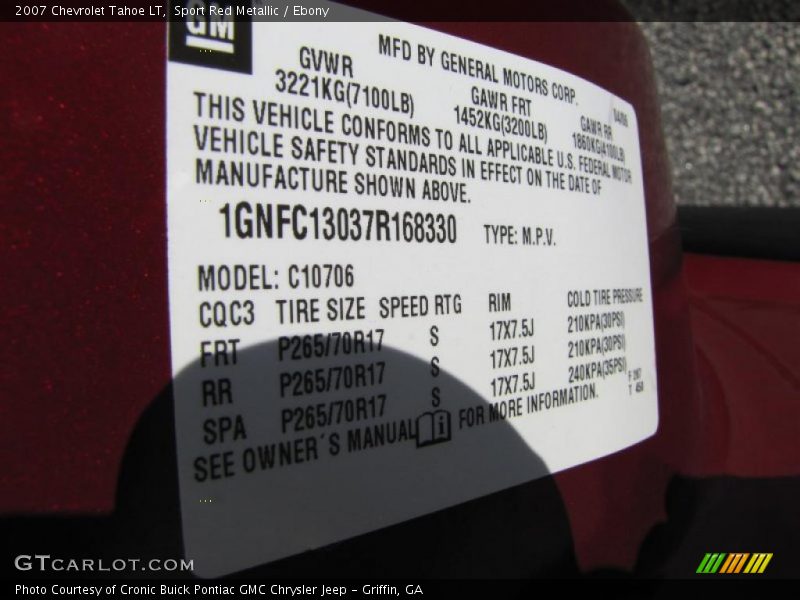 2007 Chevrolet Tahoe LT, Sport Red Metallic / Ebony
GM
MFD BY GENERAL MOTORS CORP.
GVWR GAWR FRT GAWR RR
3221KG(7100LB) 1452KG(3200LB) 1860KG(4100LB)
THIS VEHICLE CONFORMS TO ALL APPLICABLE U.S. FEDERAL MOTOR
VEHICLE SAFETY STANDARDS IN EFFECT ON THE DATE OF
MANUFACTURE SHOWN ABOVE.
1GNFC13037R168330 TYPE: M.P.V.
MODEL: C10706
CQC3 TIRE SIZE SPEED RTG RIM COLD TIRE PRESSURE
FRT P265/70R17 S 17X7.5J 210KPA(30PSI)
RR P265/70R17 S 17X7.5J 210KPA(30PSI)
SPA P265/70R17 S 17X7.5J 240KPA(35PSI)
SEE OWNER´S MANUAL FOR MORE INFORMATION.
GTCARLOT.COM
Photo Courtesy of Cronic Buick Pontiac GMC Chrysler Jeep - Griffin, GA